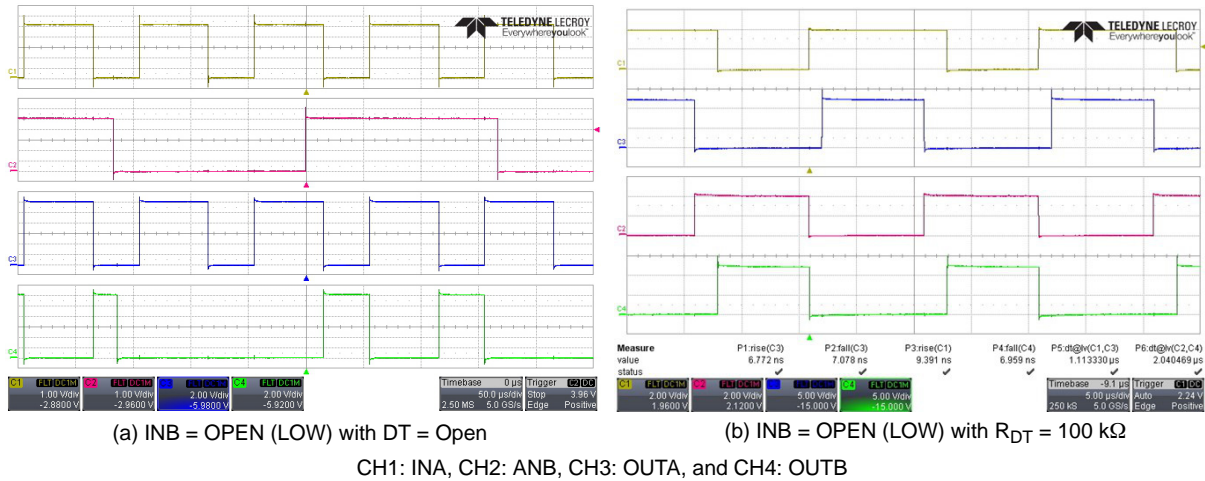 TELEDYNE LECROY
Everywhereyoulook™
C1
C2
C3
C4
C1 FLT DC1M
1.00 V/div
-2.8800 V
C2 FLT DC1M
1.00 V/div
-2.9600 V
FLT DC1M
2.00 V/div
-5.9800 V
C4 FLT DC1M
2.00 V/div
-5.9200 V
Timebase 0 µs
50.0 µs/div
2.50 MS 5.0 GS/s
Trigger C2 DC
Stop 3.96 V
Edge Positive
(a) INB = OPEN (LOW) with DT = Open
TELEDYNE LECROY
Everywhereyoulook™
C1
C3
C2
C4
Measure P1:rise(C3) P2:fall(C3) P3:rise(C1) P4:fall(C4) P5:dt@lv(C1,C3) P6:dt@lv(C2,C4)
value 6.772 ns 7.078 ns 9.391 ns 6.959 ns 1.113330 µs 2.040469 µs
status
C1 FLT DC1M
2.00 V/div
1.9600 V
C2 FLT DC1M
2.00 V/div
2.1200 V
FLT DC1M
5.00 V/div
-15.000 V
C4 FLT DC1M
5.00 V/div
-15.000 V
Timebase -9.1 µs
5.00 µs/div
250 kS 5.0 GS/s
Trigger C1 DC
Auto 2.24 V
Edge Positive
(b) INB = OPEN (LOW) with RDT = 100 kΩ
CH1: INA, CH2: ANB, CH3: OUTA, and CH4: OUTB